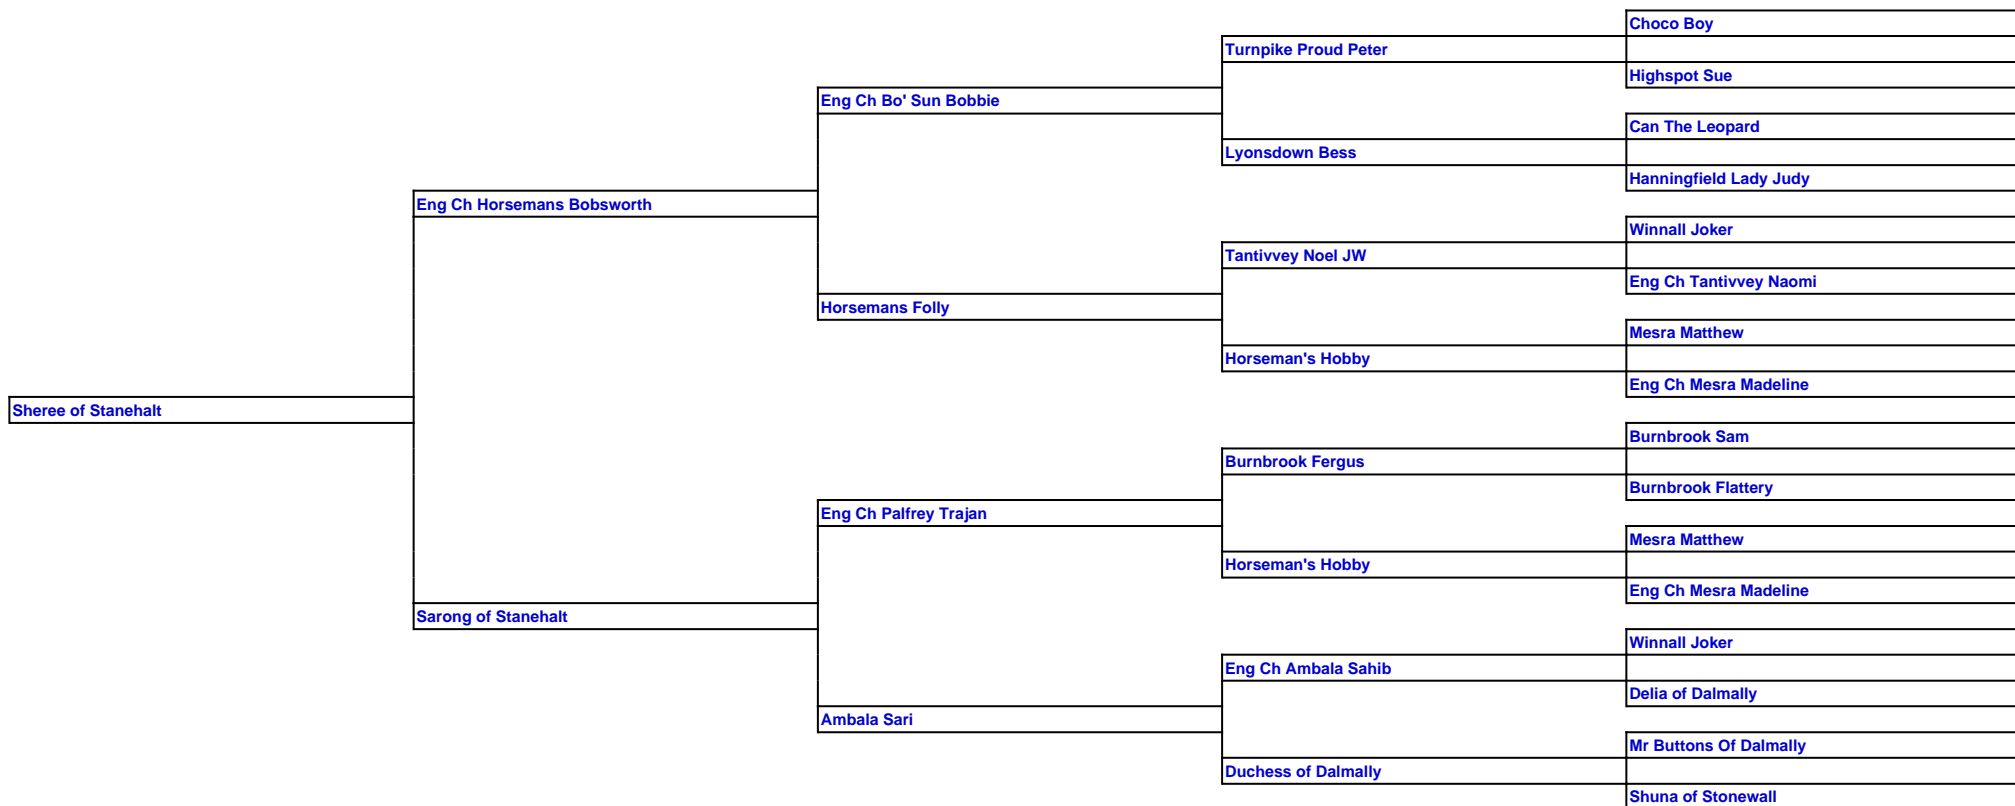 Choco Boy
Turnpike Proud Peter
Highspot Sue
Eng Ch Bo' Sun Bobbie
Can The Leopard
Lyonsdown Bess
Hanningfield Lady Judy
Eng Ch Horsemans Bobsworth
Winnall Joker
Tantivvey Noel JW
Eng Ch Tantivvey Naomi
Horsemans Folly
Mesra Matthew
Horseman's Hobby
Eng Ch Mesra Madeline
Sheree of Stanehalt
Burnbrook Sam
Burnbrook Fergus
Burnbrook Flattery
Eng Ch Palfrey Trajan
Mesra Matthew
Horseman's Hobby
Eng Ch Mesra Madeline
Sarong of Stanehalt
Winnall Joker
Eng Ch Ambala Sahib
Delia of Dalmally
Ambala Sari
Mr Buttons Of Dalmally
Duchess of Dalmally
Shuna of Stonewall